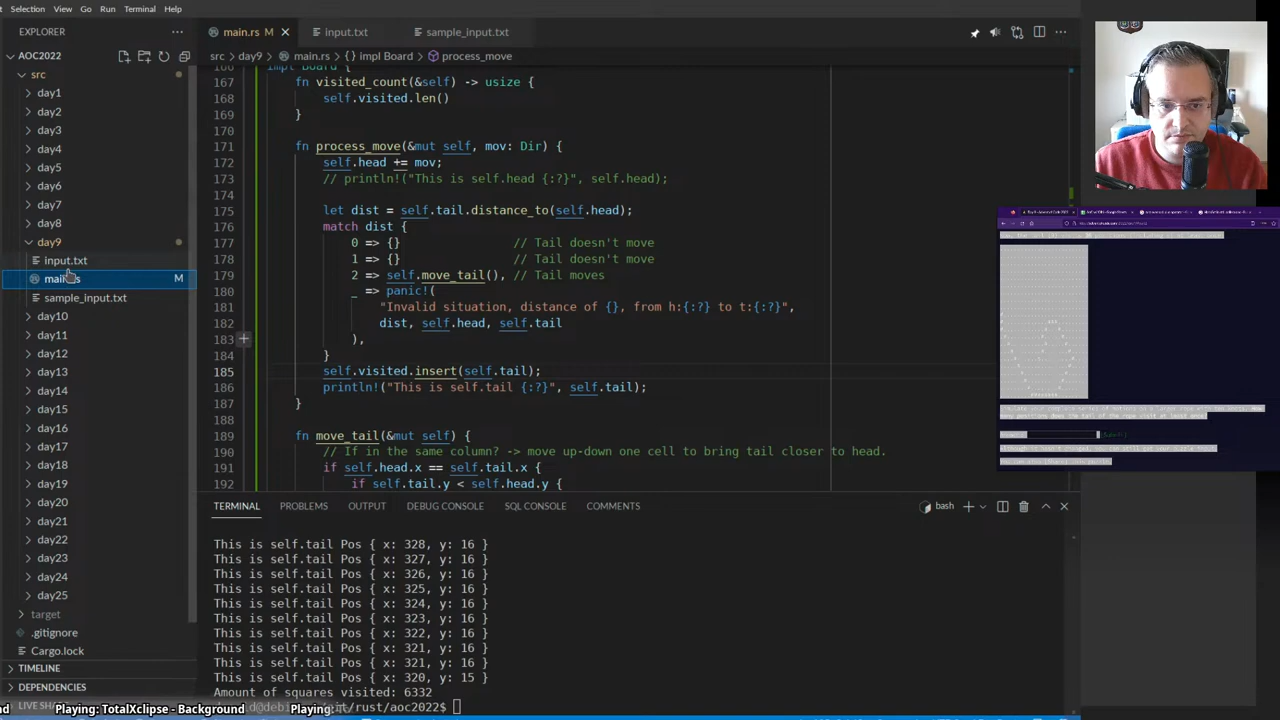 Selection View Go Run Terminal Help
EXPLORER
AOC2022
src
day1
day2
day3
day4
day5
day6
day7
day8
day9
input.txt
main.rs M
sample_input.txt
day10
day11
day12
day13
day14
day15
day16
day17
day18
day19
day20
day21
day22
day23
day24
day25
target
.gitignore
Cargo.lock
TIMELINE
DEPENDENCIES
main.rs input.txt sample_input.txt
src > day9 > main.rs > {} impl Board > process_move
166 impl Board {
167 fn visited_count(&self) -> usize {
168 self.visited.len()
169 }
170
171 fn process_move(&mut self, mov: Dir) {
172 self.head += mov;
173 // println!("This is self.head {:?}", self.head);
174
175 let dist = self.tail.distance_to(self.head);
176 match dist {
177 0 => {} // Tail doesn't move
178 1 => {} // Tail doesn't move
179 2 => self.move_tail(), // Tail moves
180 _ => panic!(
181 "Invalid situation, distance of {}, from h:{:?} to t:{:?}",
182 dist, self.head, self.tail
183 ),
184 }
185 self.visited.insert(self.tail);
186 println!("This is self.tail {:?}", self.tail);
187 }
188
189 fn move_tail(&mut self) {
190 // If in the same column? -> move up-down one cell to bring tail closer to head.
191 if self.head.x == self.tail.x {
192 if self.tail.y < self.head.y {
TERMINAL PROBLEMS OUTPUT DEBUG CONSOLE SQL CONSOLE COMMENTS
bash
This is self.tail Pos { x: 328, y: 16 }
This is self.tail Pos { x: 327, y: 16 }
This is self.tail Pos { x: 326, y: 16 }
This is self.tail Pos { x: 325, y: 16 }
This is self.tail Pos { x: 324, y: 16 }
This is self.tail Pos { x: 323, y: 16 }
This is self.tail Pos { x: 322, y: 16 }
This is self.tail Pos { x: 321, y: 16 }
This is self.tail Pos { x: 321, y: 16 }
This is self.tail Pos { x: 320, y: 15 }
Amount of squares visited: 6332
/rust/aoc2022$
Playing: TotalXclipse - Background Playing: